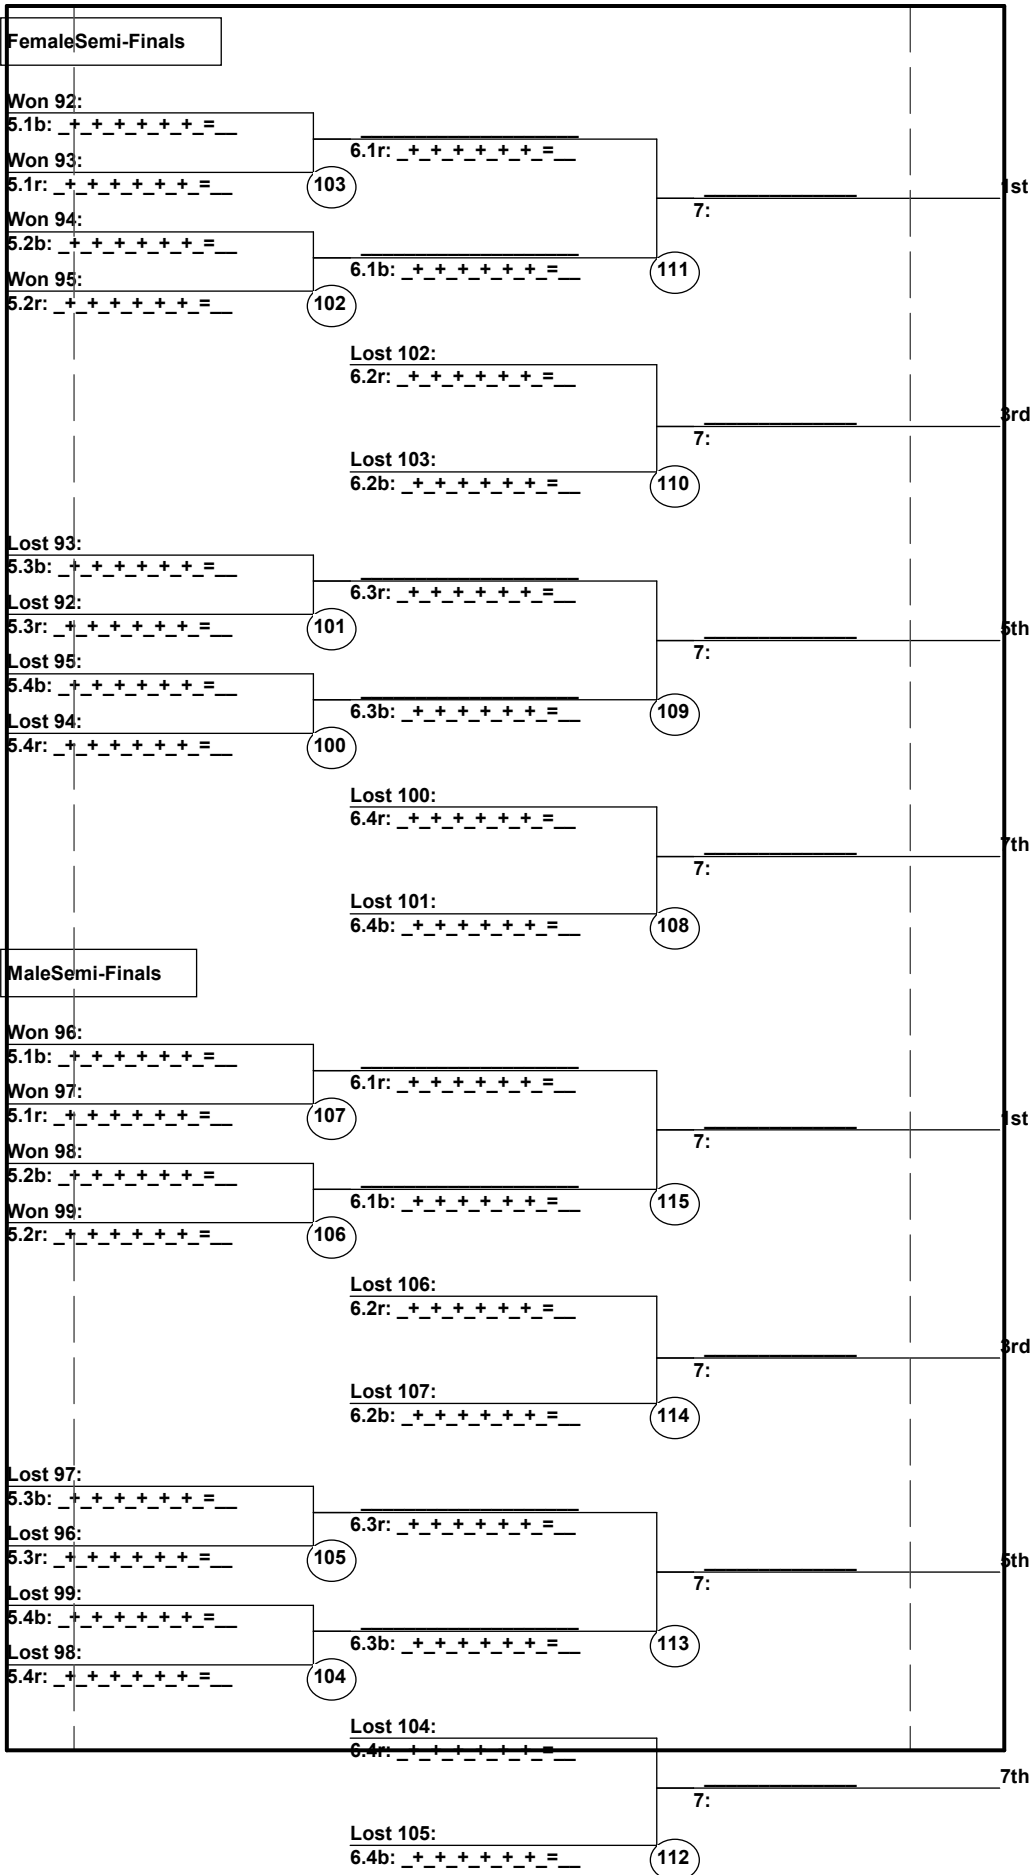 FemaleSemi-Finals
Won 92:
5.1b: _+_+_+_+_+_=__
Won 93:
5.1r: _+_+_+_+_+_=__
103
Won 94:
5.2b: _+_+_+_+_+_=__
Won 95:
5.2r: _+_+_+_+_+_=__
102
6.1r: _+_+_+_+_+_=__
6.1b: _+_+_+_+_+_=__
111
7:
1st
Lost 102:
6.2r: _+_+_+_+_+_=__
Lost 103:
6.2b: _+_+_+_+_+_=__
110
7:
3rd
Lost 93:
5.3b: _+_+_+_+_+_=__
Lost 92:
5.3r: _+_+_+_+_+_=__
101
Lost 95:
5.4b: _+_+_+_+_+_=__
Lost 94:
5.4r: _+_+_+_+_+_=__
100
6.3r: _+_+_+_+_+_=__
6.3b: _+_+_+_+_+_=__
109
7:
5th
Lost 100:
6.4r: _+_+_+_+_+_=__
Lost 101:
6.4b: _+_+_+_+_+_=__
108
7:
7th
MaleSemi-Finals
Won 96:
5.1b: _+_+_+_+_+_=__
Won 97:
5.1r: _+_+_+_+_+_=__
107
Won 98:
5.2b: _+_+_+_+_+_=__
Won 99:
5.2r: _+_+_+_+_+_=__
106
6.1r: _+_+_+_+_+_=__
6.1b: _+_+_+_+_+_=__
115
7:
1st
Lost 106:
6.2r: _+_+_+_+_+_=__
Lost 107:
6.2b: _+_+_+_+_+_=__
114
7:
3rd
Lost 97:
5.3b: _+_+_+_+_+_=__
Lost 96:
5.3r: _+_+_+_+_+_=__
105
Lost 99:
5.4b: _+_+_+_+_+_=__
Lost 98:
5.4r: _+_+_+_+_+_=__
104
6.3r: _+_+_+_+_+_=__
6.3b: _+_+_+_+_+_=__
113
7:
5th
Lost 104:
6.4r: _+_+_+_+_+_=__
Lost 105:
6.4b: _+_+_+_+_+_=__
112
7:
7th